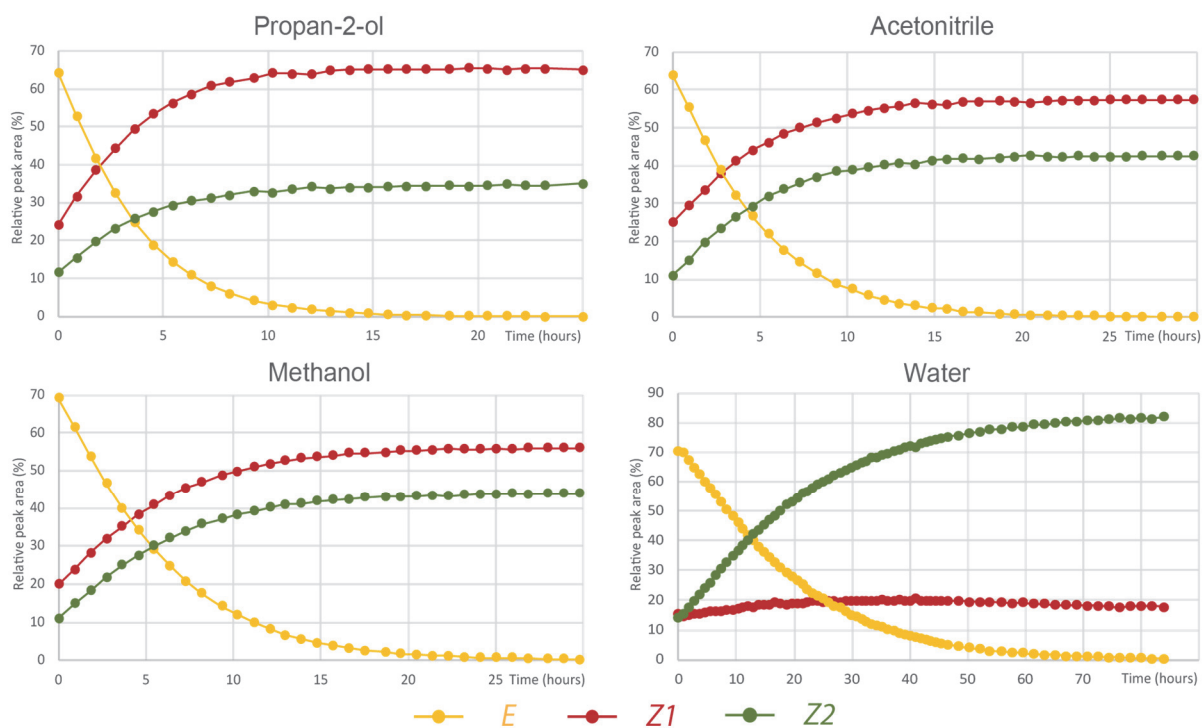 Propan-2-ol
Relative peak area (%)
70
60
50
40
30
20
10
0
0 5 10 15 20 Time (hours)
Acetonitrile
Relative peak area (%)
70
60
50
40
30
20
10
0
0 5 10 15 20 25 Time (hours)
Methanol
Relative peak area (%)
70
60
50
40
30
20
10
0
0 5 10 15 20 25 Time (hours)
Water
Relative peak area (%)
90
80
70
60
50
40
30
20
10
0
0 10 20 30 40 50 60 70 Time (hours)
E Z1 Z2